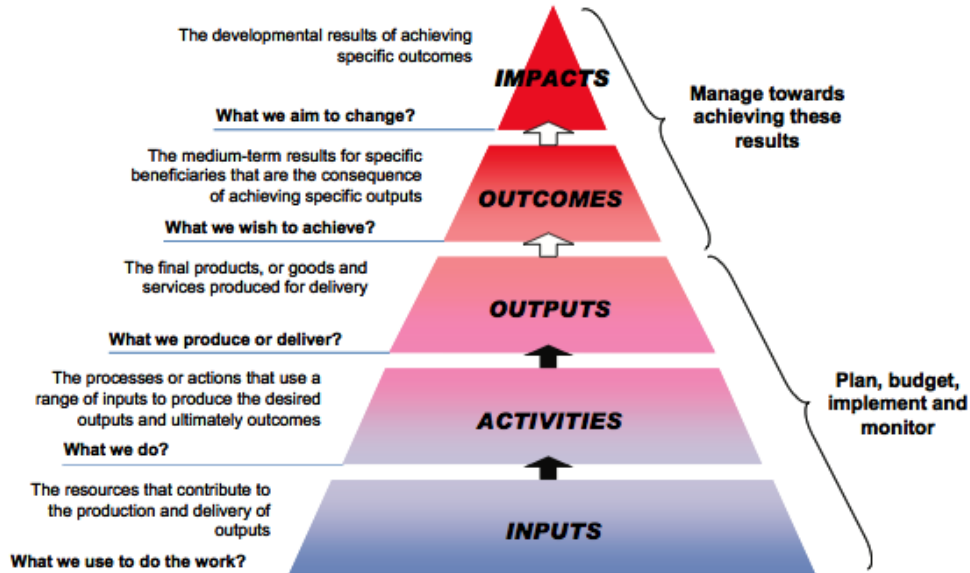 The developmental results of achieving
specific outcomes
IMPACTS
What we aim to change?
Manage towards
achieving these
results
The medium-term results for specific
beneficiaries that are the consequence
of achieving specific outputs
OUTCOMES
What we wish to achieve?
The final products, or goods and
services produced for delivery
OUTPUTS
What we produce or deliver?
The processes or actions that use a
range of inputs to produce the desired
outputs and ultimately outcomes
ACTIVITIES
What we do?
Plan, budget,
implement and
monitor
The resources that contribute to
the production and delivery of
outputs
INPUTS
What we use to do the work?